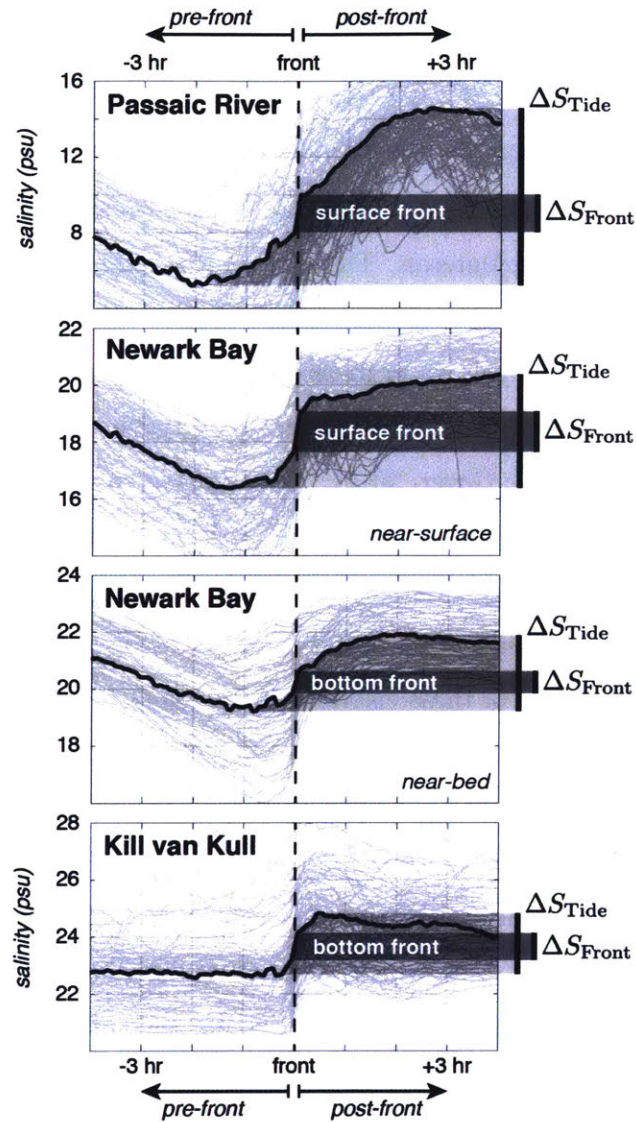 pre-front post-front
-3 hr front +3 hr
Passaic River
salinity (psu)
16
12
8
surface front
ΔS_Tide
ΔS_Front
Newark Bay
22
20
18
16
surface front
near-surface
ΔS_Tide
ΔS_Front
Newark Bay
24
22
20
18
bottom front
near-bed
ΔS_Tide
ΔS_Front
Kill van Kull
salinity (psu)
28
26
24
22
bottom front
ΔS_Tide
ΔS_Front
-3 hr front +3 hr
pre-front post-front